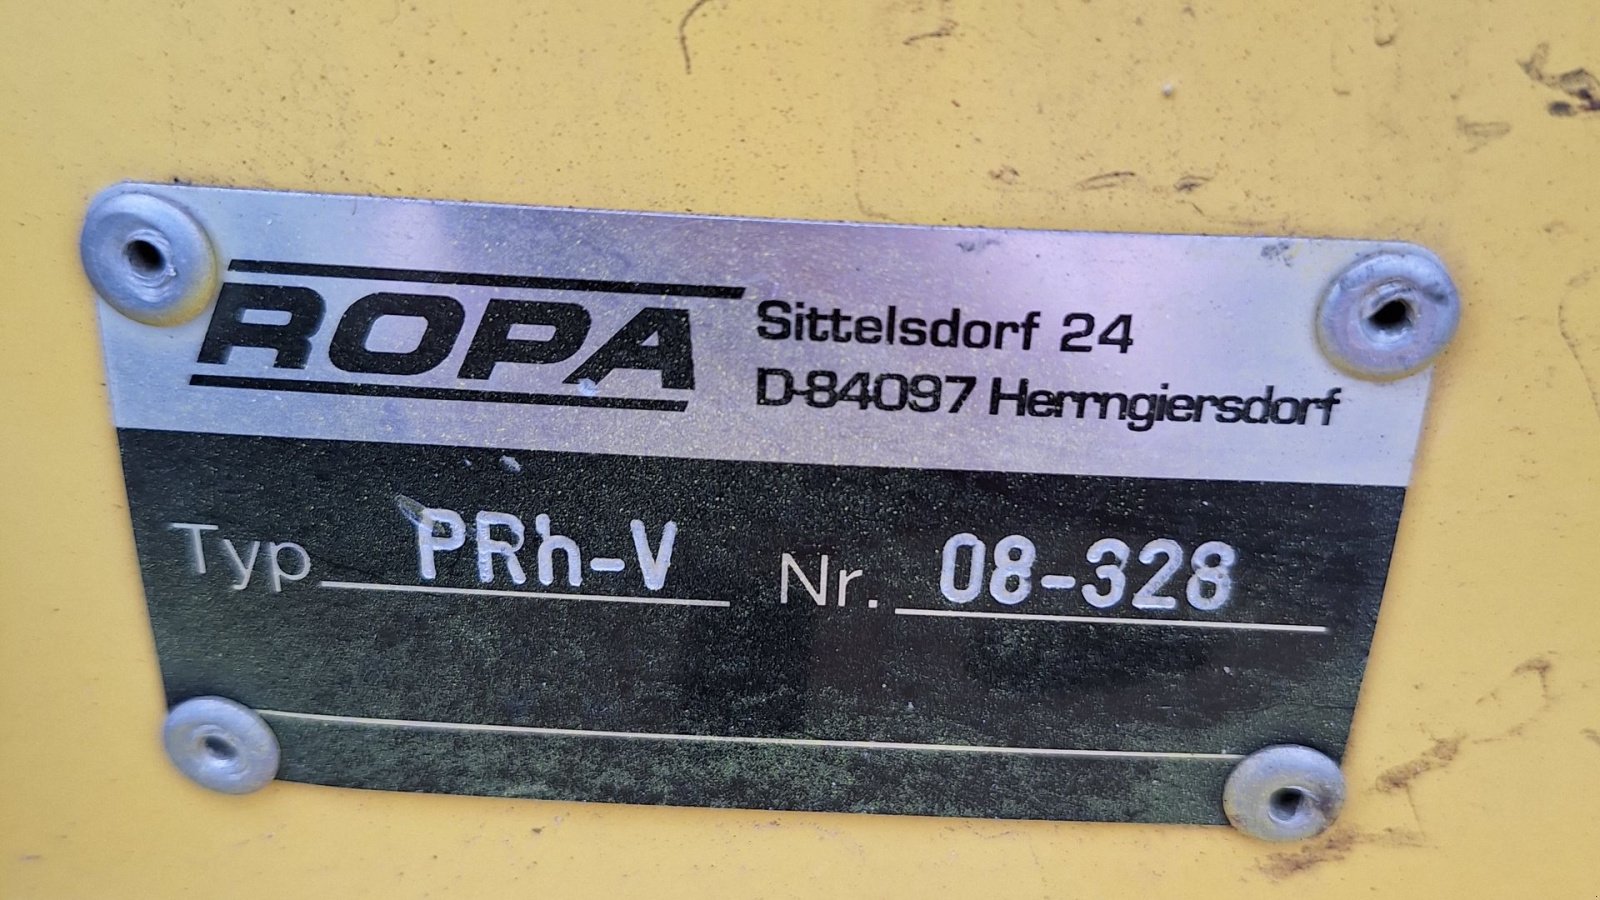 ROPA
Sittelsdorf 24
D-84097 Herrngiersdorf
Typ PRh-V Nr. 08-328